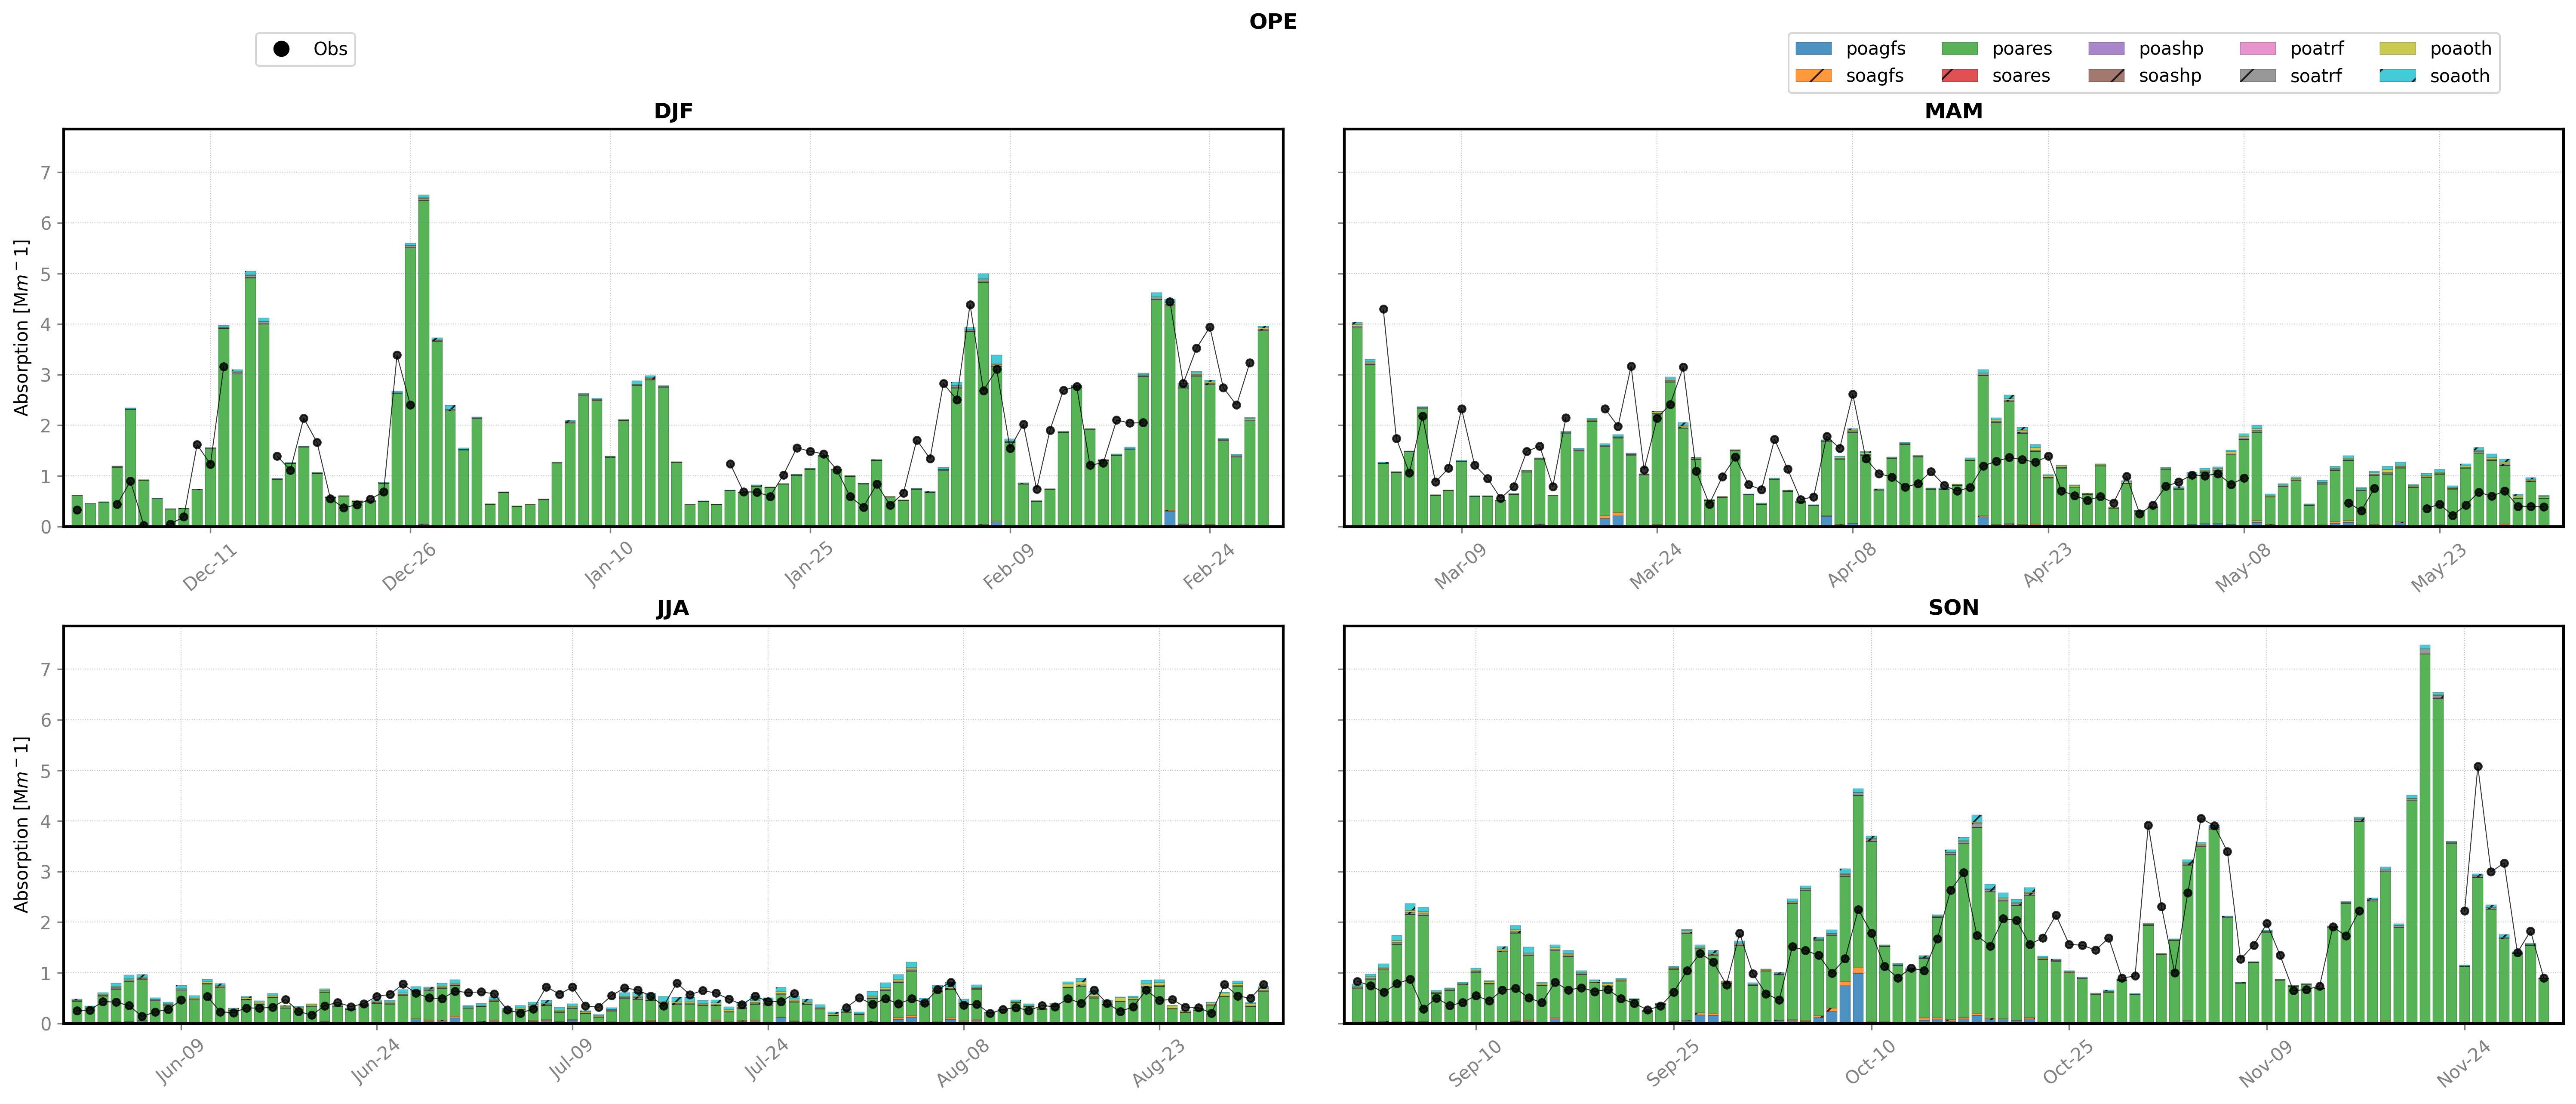 OPE
Obs
poagfs poares poashp poatrf poaoth
soagfs soares soashp soatrf soaoth
DJF
MAM
Absorption [Mm−1]
7
6
5
4
3
2
1
0
Dec-11 Dec-26 Jan-10 Jan-25 Feb-09 Feb-24
Mar-09 Mar-24 Apr-08 Apr-23 May-08 May-23
JJA
SON
Absorption [Mm−1]
7
6
5
4
3
2
1
0
Jun-09 Jun-24 Jul-09 Jul-24 Aug-08 Aug-23
Sep-10 Sep-25 Oct-10 Oct-25 Nov-09 Nov-24